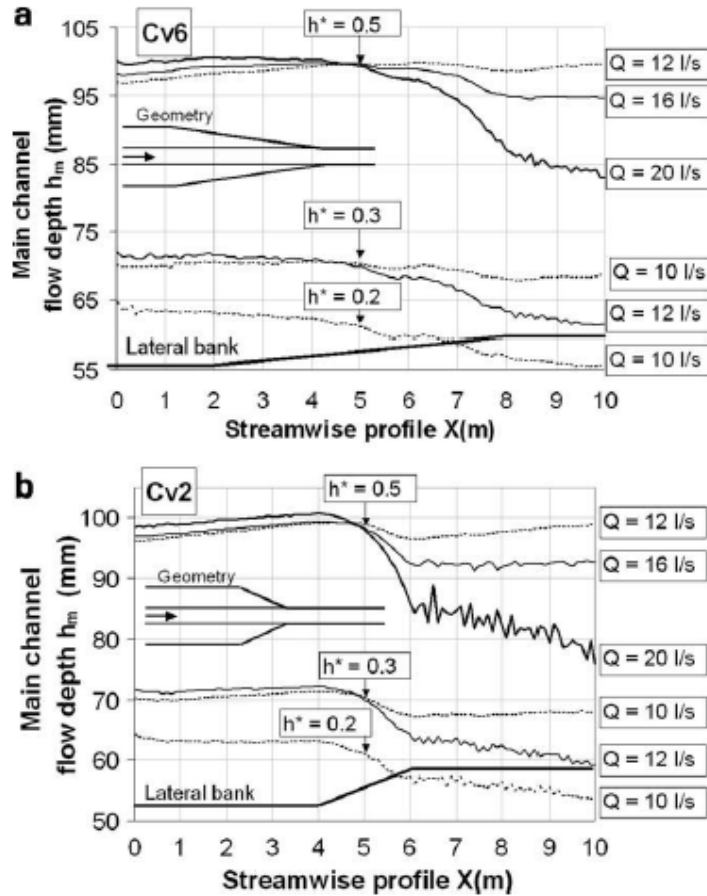 a
Cv6
h* = 0.5
105
95
85
75
65
55
Main channel
flow depth hₘ (mm)
Geometry
h* = 0.3
h* = 0.2
Lateral bank
Q = 12 l/s
Q = 16 l/s
Q = 20 l/s
Q = 10 l/s
Q = 12 l/s
Q = 10 l/s
0 1 2 3 4 5 6 7 8 9 10
Streamwise profile X(m)
b
Cv2
h* = 0.5
100
90
80
70
60
50
Main channel
flow depth hₘ (mm)
Geometry
h* = 0.3
h* = 0.2
Lateral bank
Q = 12 l/s
Q = 16 l/s
Q = 20 l/s
Q = 10 l/s
Q = 12 l/s
Q = 10 l/s
0 1 2 3 4 5 6 7 8 9 10
Streamwise profile X(m)